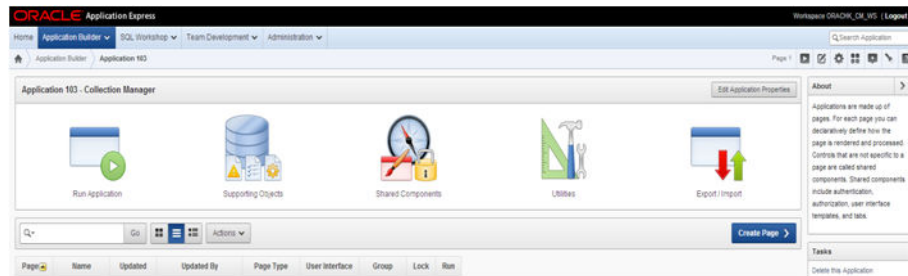 ORACLE Application Express
Workspace ORACHK_CM_WS | Logout
Home Application Builder SQL Workshop Team Development Administration
Search Application
Application Builder Application 103
Page 1
Application 103 - Collection Manager
Edit Application Properties
Run Application
Supporting Objects
Shared Components
Utilities
Export / Import
About
Applications are made up of
pages. For each page you can
declaratively define how the
page is rendered and processed.
Controls that are not specific to a
page are called shared
components. Shared components
include authentication,
authorization, user interface
templates, and tabs.
Go Actions
Create Page
Page Name Updated Updated By Page Type User Interface Group Lock Run
Tasks
Delete this Application